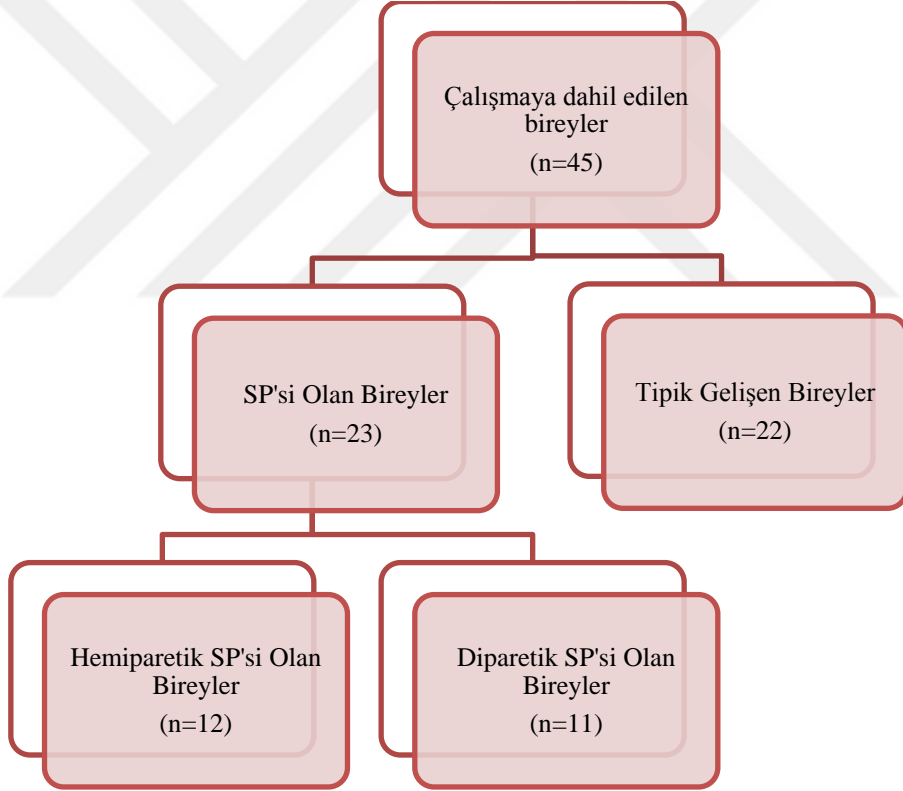 Çalışmaya dahil edilen
bireyler
(n=45)
SP'si Olan Bireyler
(n=23)
Tipik Gelişen Bireyler
(n=22)
Hemiparetik SP'si Olan
Bireyler
(n=12)
Diparetik SP'si Olan
Bireyler
(n=11)